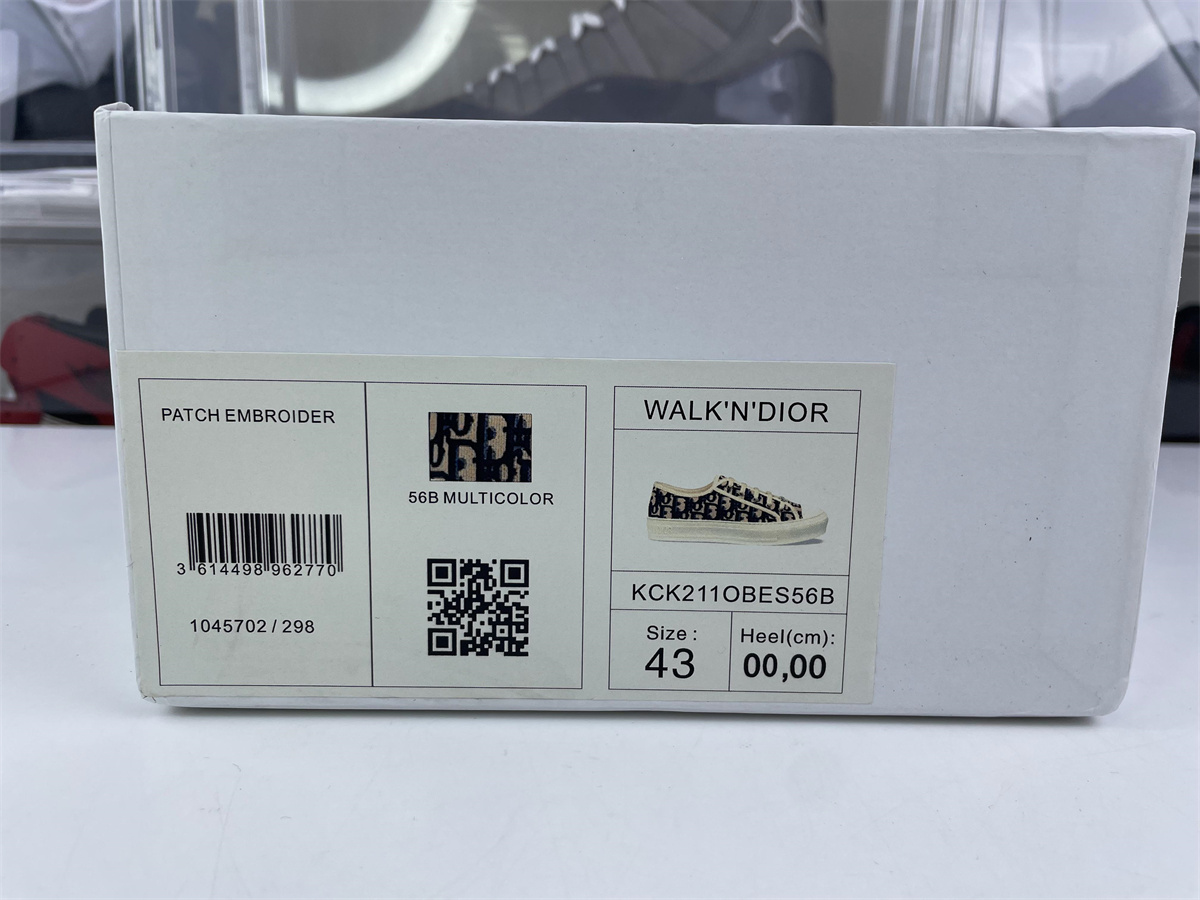 PATCH EMBROIDER
3 614498 962770
1045702 / 298
56B MULTICOLOR
WALK'N'DIOR
KCK211OBES56B
Size :
43
Heel(cm):
00,00